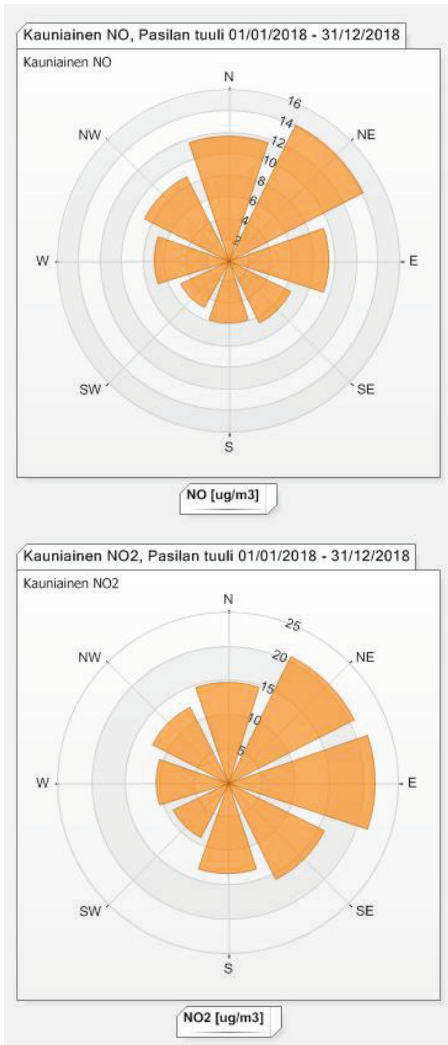 Kauniainen NO, Pasilan tuuli 01/01/2018 - 31/12/2018
Kauniainen NO
N
16
14
NW
NE
12
10
8
6
4
2
W
E
SW
SE
S
NO [ug/m3]
Kauniainen NO2, Pasilan tuuli 01/01/2018 - 31/12/2018
Kauniainen NO2
N
25
NW
20
NE
15
10
5
W
E
SW
SE
S
NO2 [ug/m3]